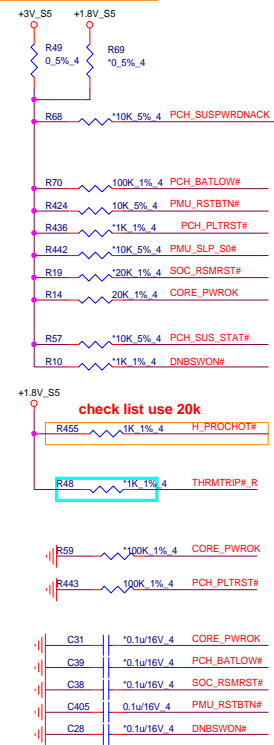 +3V_S5 +1.8V_S5
R49 R69
0_5%_4 *0_5%_4
R68 *10K_5%_4 PCH_SUSPWRDNACK
R70 100K_1%_4 PCH_BATLOW#
R424 10K_5%_4 PMU_RSTBTN#
R436 *1K_1%_4 PCH_PLTRST#
R442 *10K_5%_4 PMU_SLP_S0#
R19 *20K_1%_4 SOC_RSMRST#
R14 20K_1%_4 CORE_PWROK
R57 *10K_5%_4 PCH_SUS_STAT#
R10 *1K_1%_4 DNBSWON#
+1.8V_S5
check list use 20k
R455 1K_1%_4 H_PROCHOT#
R48 *1K_1%_4 THRMTRIP#_R
R59 *100K_1%_4 CORE_PWROK
R443 100K_1%_4 PCH_PLTRST#
C31 *0.1u/16V_4 CORE_PWROK
C39 *0.1u/16V_4 PCH_BATLOW#
C38 *0.1u/16V_4 SOC_RSMRST#
C405 0.1u/16V_4 PMU_RSTBTN#
C28 *0.1u/16V_4 DNBSWON#